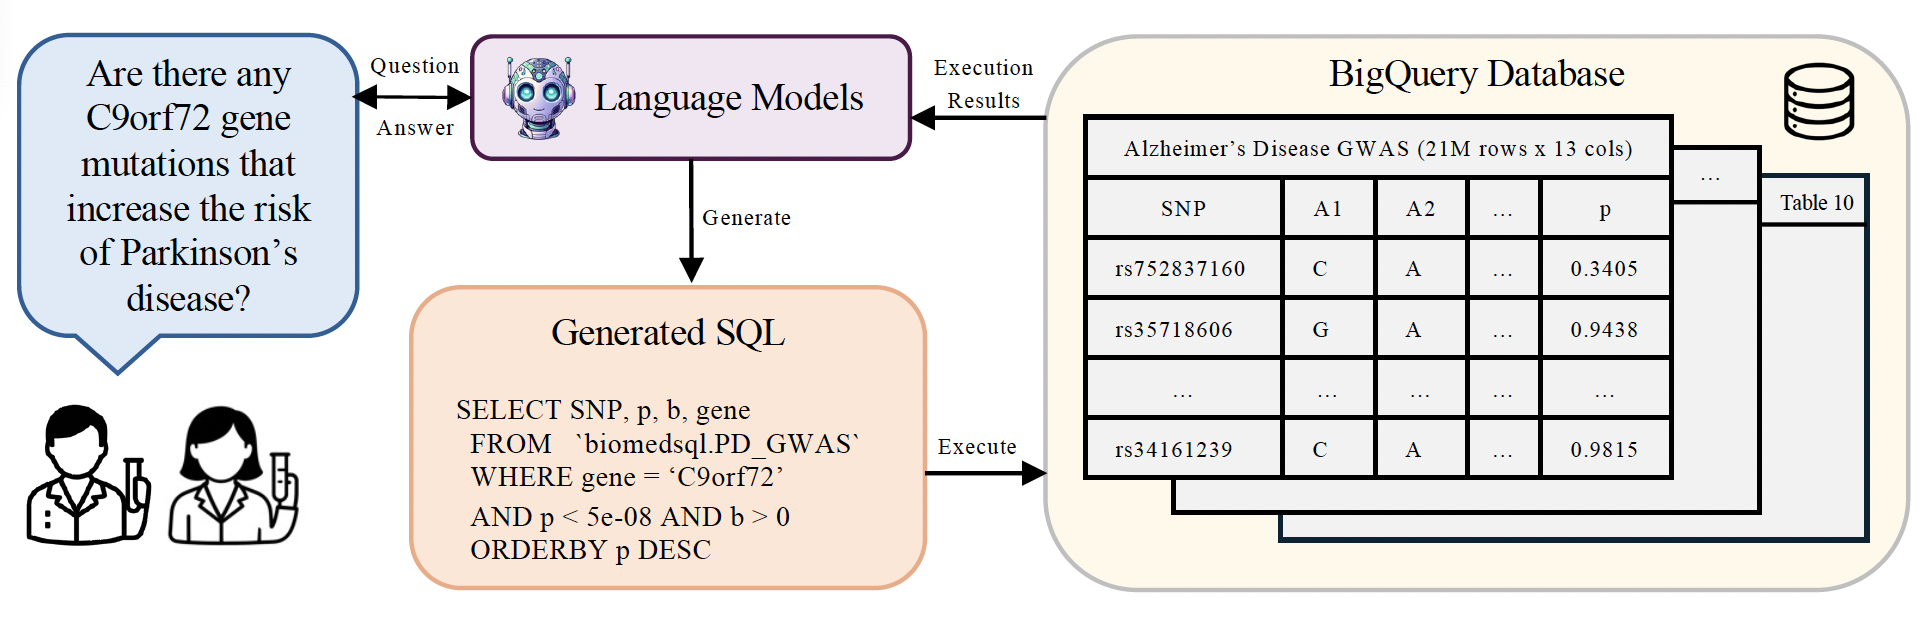 Are there any
C9orf72 gene
mutations that
increase the risk
of Parkinson's
disease?
Question
Answer
Language Models
Execution
Results
Generate
Generated SQL
SELECT SNP, p, b, gene
FROM `biomedsql.PD_GWAS`
WHERE gene = ‘C9orf72’
AND p < 5e-08 AND b > 0
ORDERBY p DESC
Execute
BigQuery Database
Alzheimer’s Disease GWAS (21M rows x 13 cols)
SNP A1 A2 ... p
rs752837160 C A ... 0.3405
rs35718606 G A ... 0.9438
... ... ... ... ...
rs34161239 C A ... 0.9815
...
Table 10